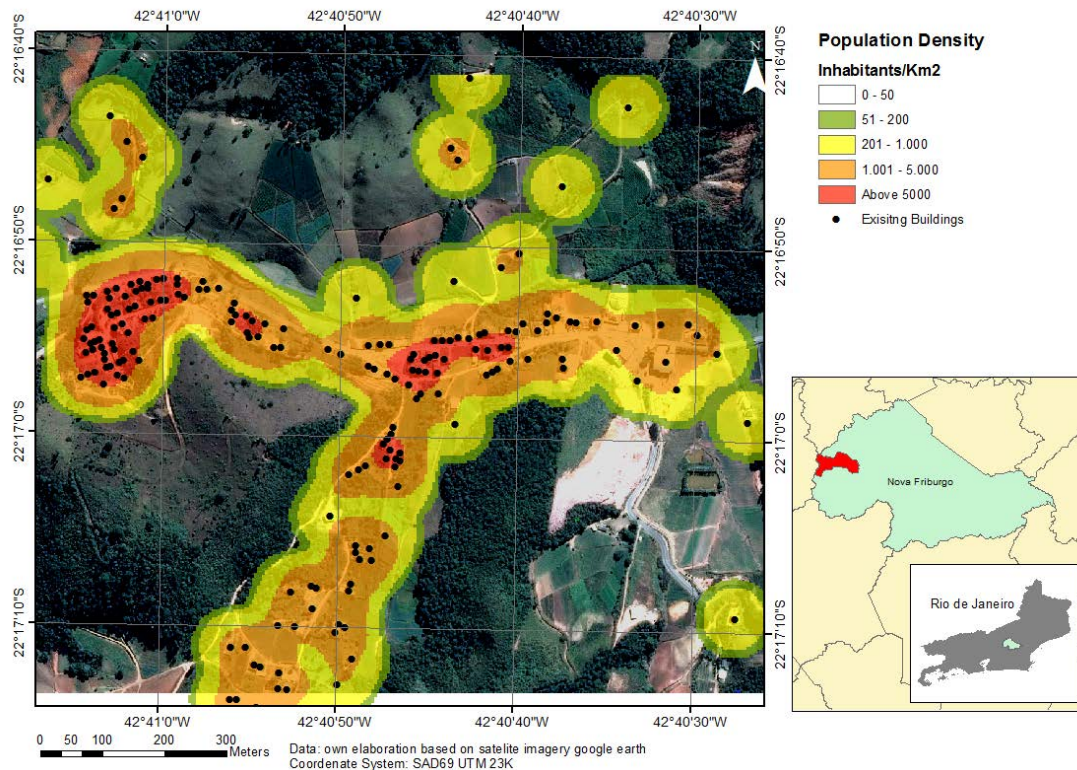 42°41'0"W 42°40'50"W 42°40'40"W 42°40'30"W
22°16'40"S 22°16'40"S
N
22°16'50"S 22°16'50"S
22°17'0"S 22°17'0"S
22°17'10"S 22°17'10"S
42°41'0"W 42°40'50"W 42°40'40"W 42°40'30"W
Population Density
Inhabitants/Km2
0 - 50
51 - 200
201 - 1.000
1.001 - 5.000
Above 5000
Exisitng Buildings
Nova Friburgo
Rio de Janeiro
0 50 100 200 300
Meters
Data: own elaboration based on satelite imagery google earth
Coordenate System: SAD69 UTM 23K